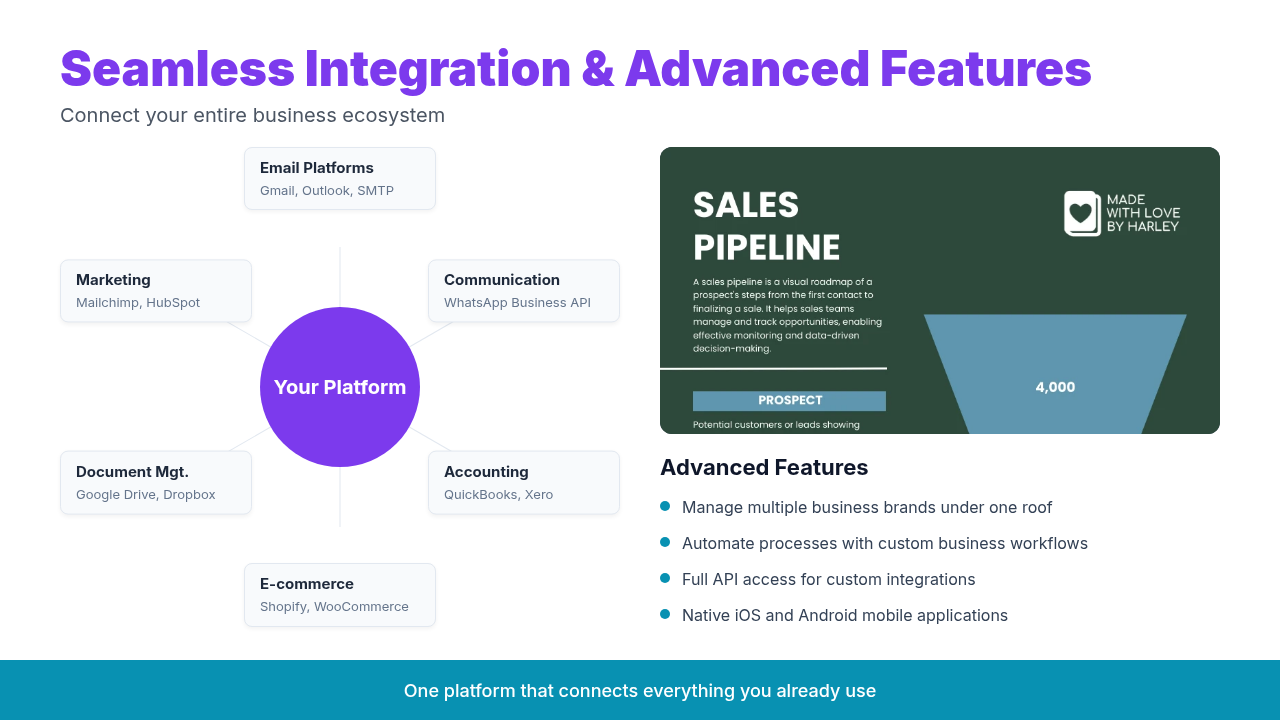 Seamless Integration & Advanced Features
Connect your entire business ecosystem
Email Platforms
Gmail, Outlook, SMTP
Marketing
Mailchimp, HubSpot
Communication
WhatsApp Business API
Your Platform
Document Mgt.
Google Drive, Dropbox
Accounting
QuickBooks, Xero
E-commerce
Shopify, WooCommerce
SALES
PIPELINE
MADE
WITH LOVE
BY HARLEY
A sales pipeline is a visual roadmap of a
prospect's steps from the first contact to
finalizing a sale. It helps sales teams
manage and track opportunities, enabling
effective monitoring and data-driven
decision-making.
PROSPECT
Potential customers or leads showing
4,000
Advanced Features
Manage multiple business brands under one roof
Automate processes with custom business workflows
Full API access for custom integrations
Native iOS and Android mobile applications
One platform that connects everything you already use